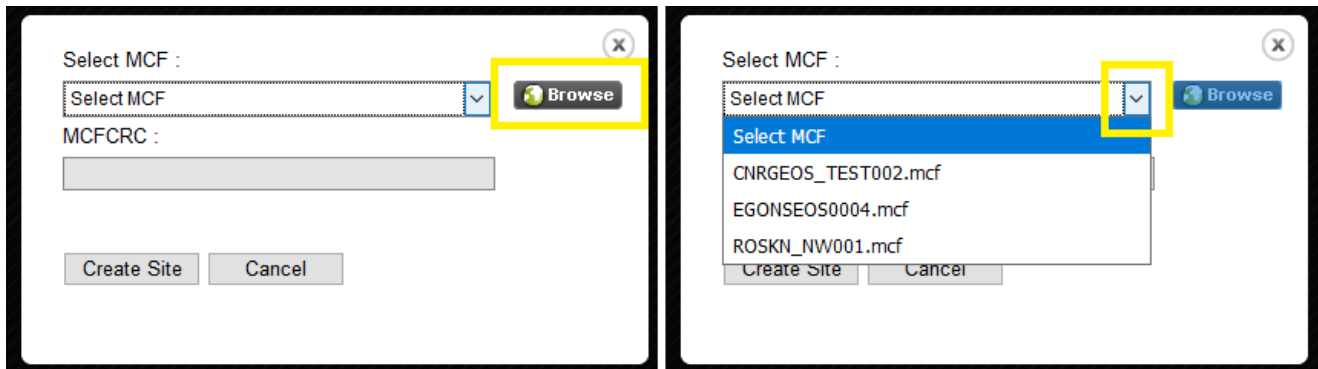 x
Select MCF :
Select MCF
Browse
MCFCRC :
Create Site Cancel
x
Select MCF :
Select MCF
Browse
Select MCF
CNRGEOS_TEST002.mcf
EGONSEOS0004.mcf
ROSKN_NW001.mcf
Create Site Cancel